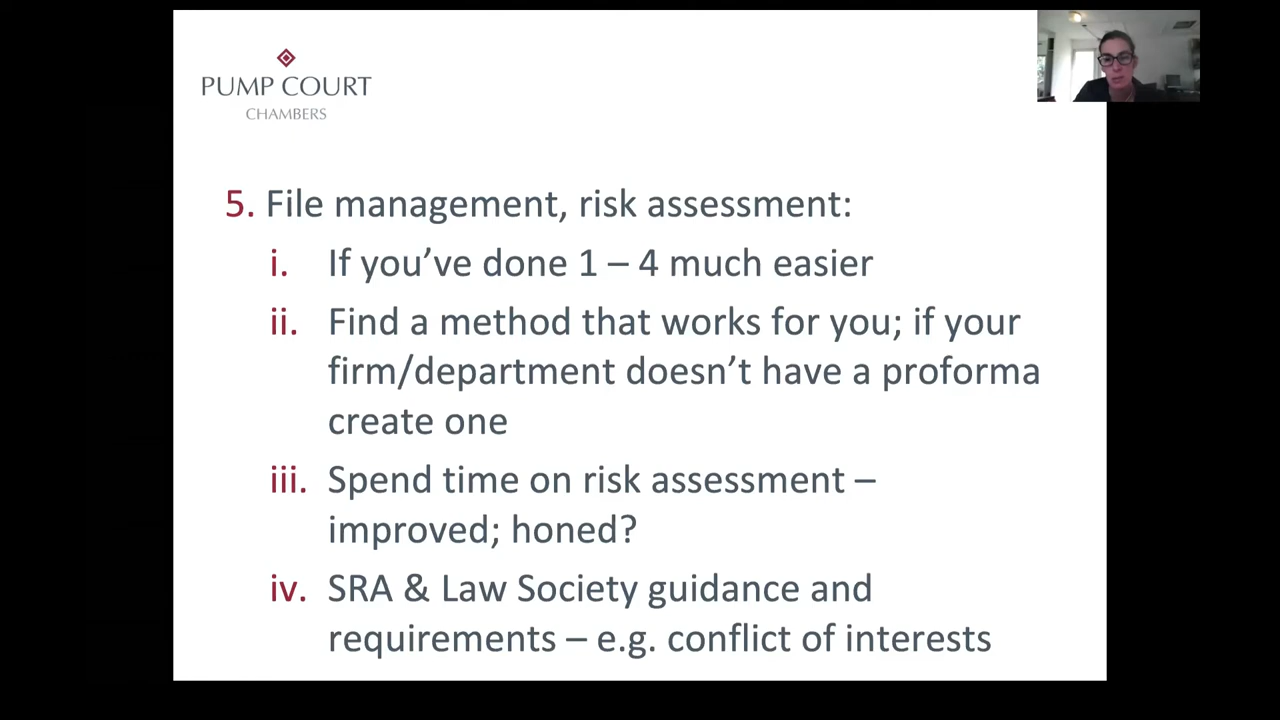 PUMP COURT
CHAMBERS
5. File management, risk assessment:
i. If you’ve done 1 – 4 much easier
ii. Find a method that works for you; if your
firm/department doesn’t have a proforma
create one
iii. Spend time on risk assessment –
improved; honed?
iv. SRA & Law Society guidance and
requirements – e.g. conflict of interests